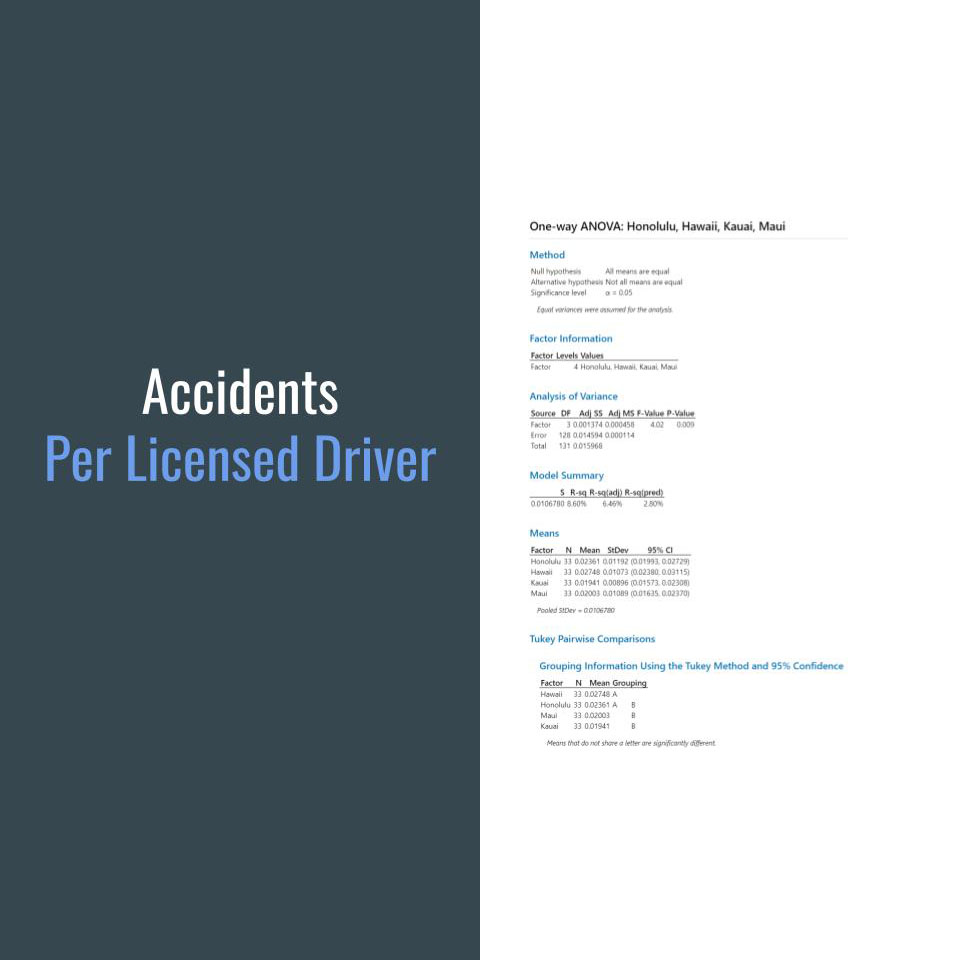 Accidents
Per Licensed Driver
One-way ANOVA: Honolulu, Hawaii, Kauai, Maui
Method
Null hypothesis All means are equal
Alternative hypothesis Not all means are equal
Significance level α = 0.05
Equal variances were assumed for the analysis.
Factor Information
Factor Levels Values
Factor 4 Honolulu, Hawaii, Kauai, Maui
Analysis of Variance
Source DF Adj SS Adj MS F-Value P-Value
Factor 3 0.001374 0.000458 4.02 0.009
Error 128 0.014594 0.000114
Total 131 0.015968
Model Summary
S R-sq R-sq(adj) R-sq(pred)
0.0106780 8.60% 6.46% 2.80%
Means
Factor N Mean StDev 95% CI
Honolulu 33 0.02361 0.01192 (0.01993, 0.02729)
Hawaii 33 0.02748 0.01073 (0.02380, 0.03115)
Kauai 33 0.01941 0.00896 (0.01573, 0.02308)
Maui 33 0.02003 0.01089 (0.01635, 0.02370)
Pooled StDev = 0.0106780
Tukey Pairwise Comparisons
Grouping Information Using the Tukey Method and 95% Confidence
Factor N Mean Grouping
Hawaii 33 0.02748 A
Honolulu 33 0.02361 A B
Maui 33 0.02003 B
Kauai 33 0.01941 B
Means that do not share a letter are significantly different.